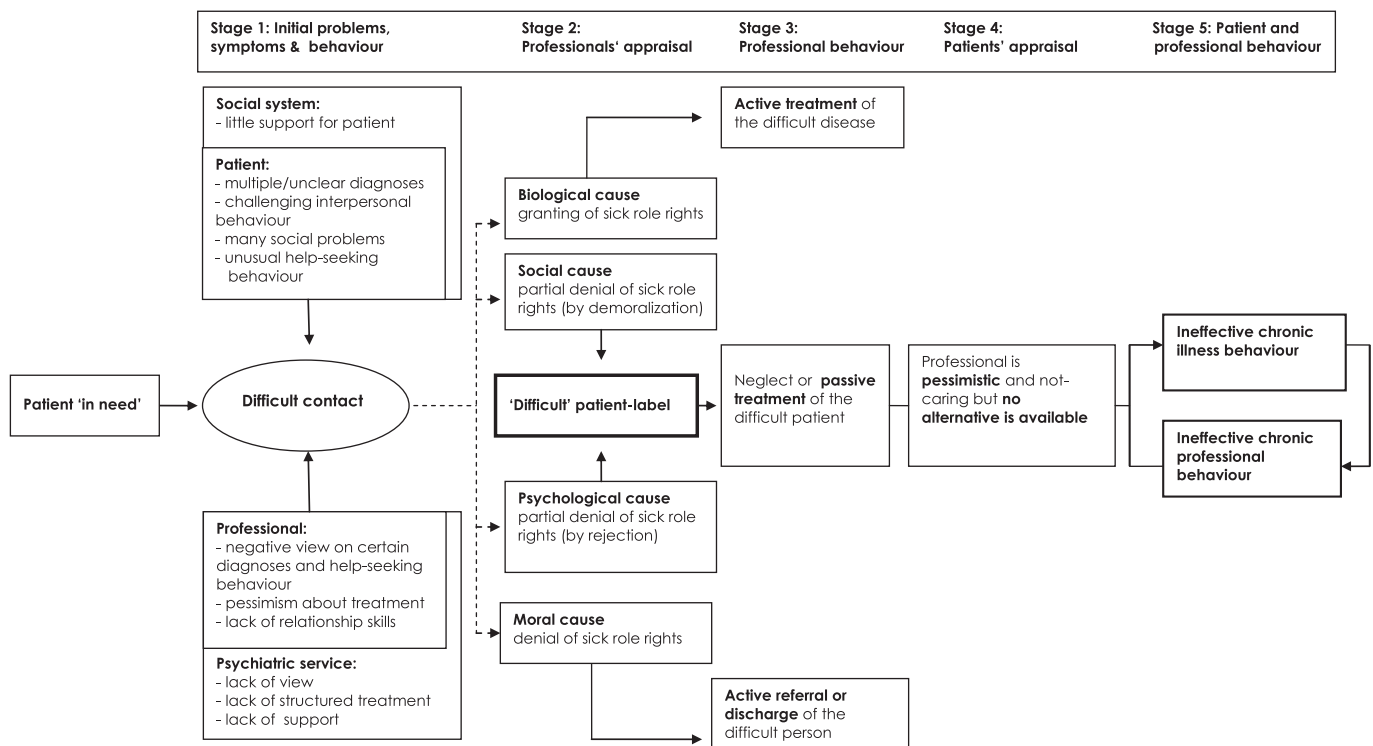 Stage 1: Initial problems,
symptoms & behaviour
Stage 2:
Professionals‘ appraisal
Stage 3:
Professional behaviour
Stage 4:
Patients’ appraisal
Stage 5: Patient and
professional behaviour
Social system:
- little support for patient
Patient:
- multiple/unclear diagnoses
- challenging interpersonal
behaviour
- many social problems
- unusual help-seeking
behaviour
Patient ‘in need’
Difficult contact
Professional:
- negative view on certain
diagnoses and help-seeking
behaviour
- pessimism about treatment
- lack of relationship skills
Psychiatric service:
- lack of view
- lack of structured treatment
- lack of support
Biological cause
granting of sick role rights
Social cause
partial denial of sick role
rights (by demoralization)
‘Difficult’ patient-label
Psychological cause
partial denial of sick role
rights (by rejection)
Moral cause
denial of sick role rights
Active treatment of
the difficult disease
Neglect or passive
treatment of the
difficult patient
Active referral or
discharge of the
difficult person
Professional is
pessimistic and not-
caring but no
alternative is available
Ineffective chronic
illness behaviour
Ineffective chronic
professional
behaviour